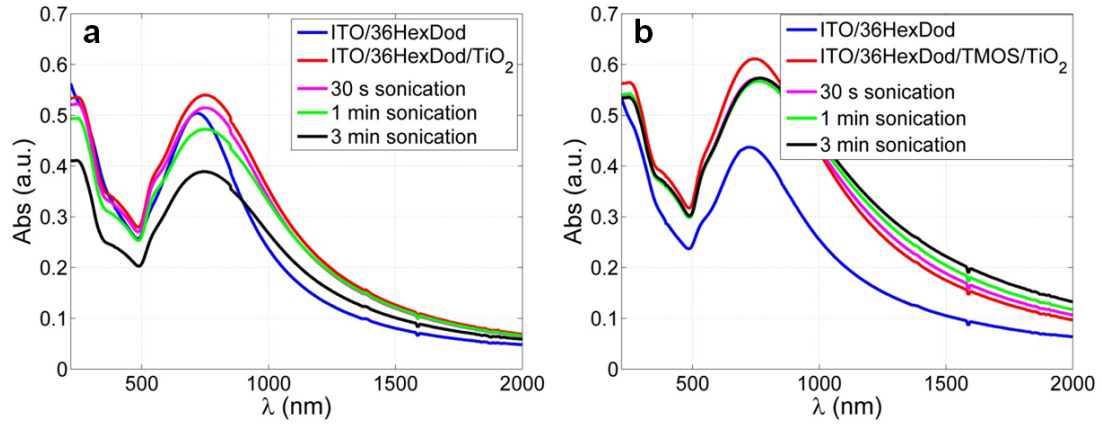 a
0.7
0.6
0.5
0.4
0.3
0.2
0.1
0
Abs (a.u.)
500
1000
1500
2000
λ (nm)
ITO/36HexDod
ITO/36HexDod/TiO2
30 s sonication
1 min sonication
3 min sonication
b
0.7
0.6
0.5
0.4
0.3
0.2
0.1
0
Abs (a.u.)
500
1000
1500
2000
λ (nm)
ITO/36HexDod
ITO/36HexDod/TMOS/TiO2
30 s sonication
1 min sonication
3 min sonication